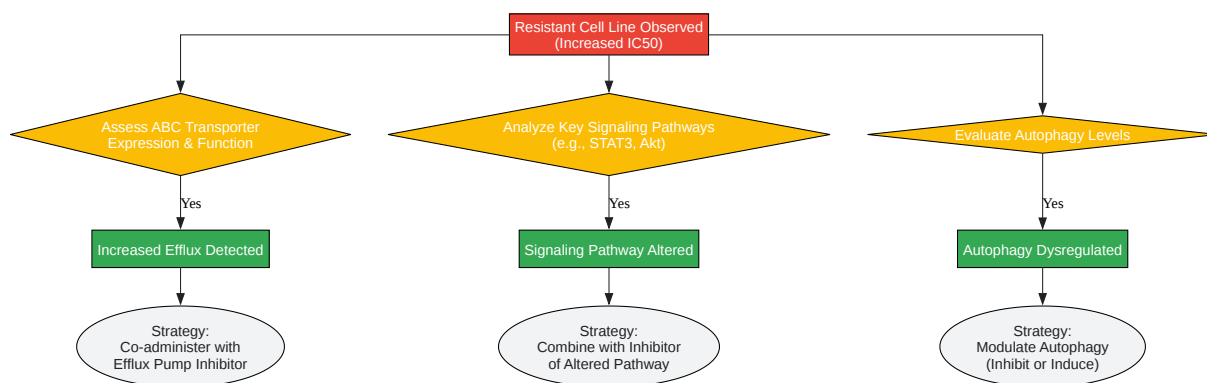 Resistant Cell Line Observed
(Increased IC50)
Assess ABC Transporter
Expression & Function
Analyze Key Signaling Pathways
(e.g., STAT3, Akt)
Evaluate Autophagy Levels
Yes
Yes
Yes
Increased Efflux Detected
Signaling Pathway Altered
Autophagy Dysregulated
Strategy:
Co-administer with
Efflux Pump Inhibitor
Strategy:
Combine with Inhibitor
of Altered Pathway
Strategy:
Modulate Autophagy
(Inhibit or Induce)